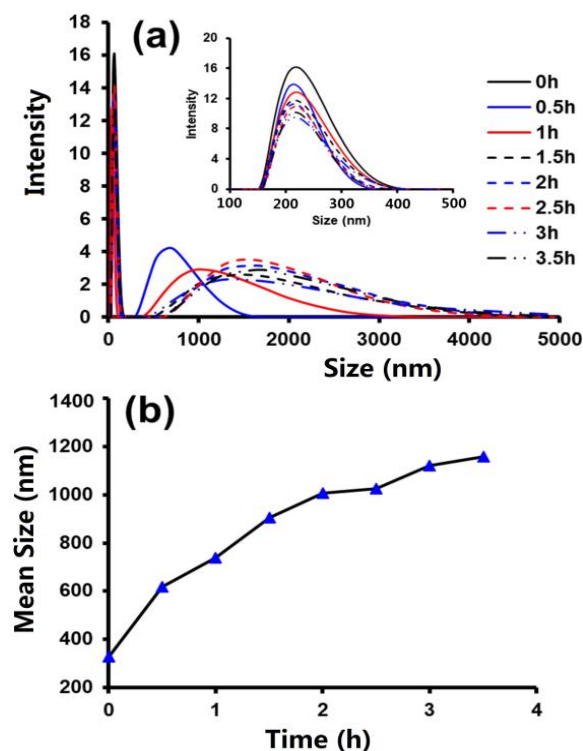 (a)
Intensity
18
16
14
12
10
8
6
4
2
0
0 1000 2000 3000 4000 5000
Size (nm)
Intensity
20
16
12
8
4
0
100 200 300 400 500
Size (nm)
0h
0.5h
1h
1.5h
2h
2.5h
3h
3.5h
(b)
Mean Size (nm)
1400
1200
1000
800
600
400
200
0 1 2 3 4
Time (h)